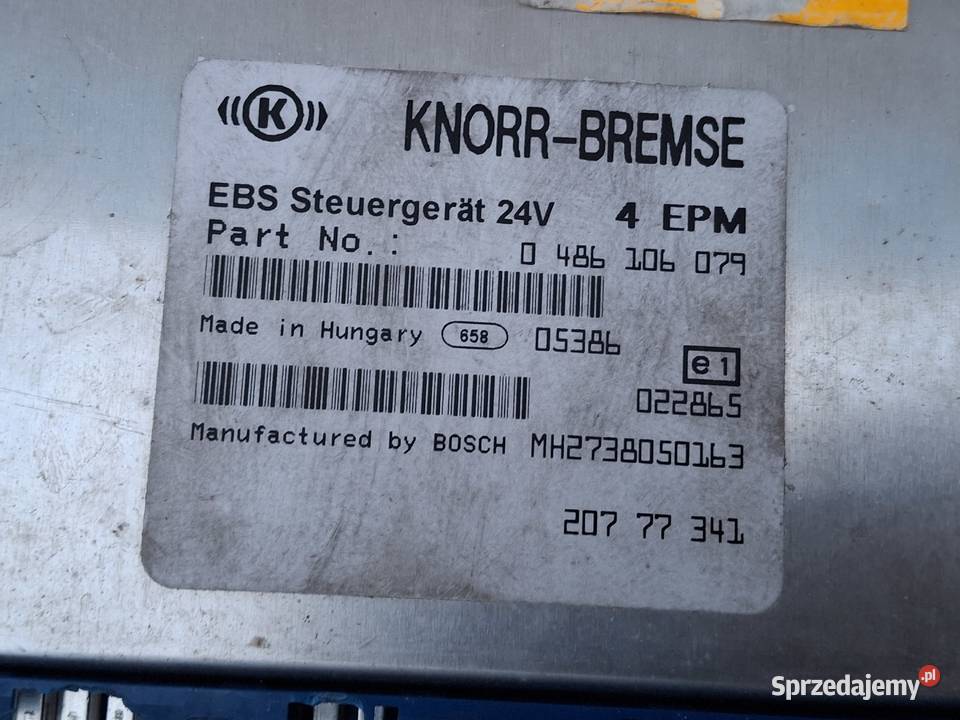 K KNORR-BREMSE
EBS Steuergerät 24V 4 EPM
Part No.: 0 486 106 079
Made in Hungary 658 05386
e1
022865
Manufactured by BOSCH MH2738050163
207 77 341
Sprzedajemy.pl